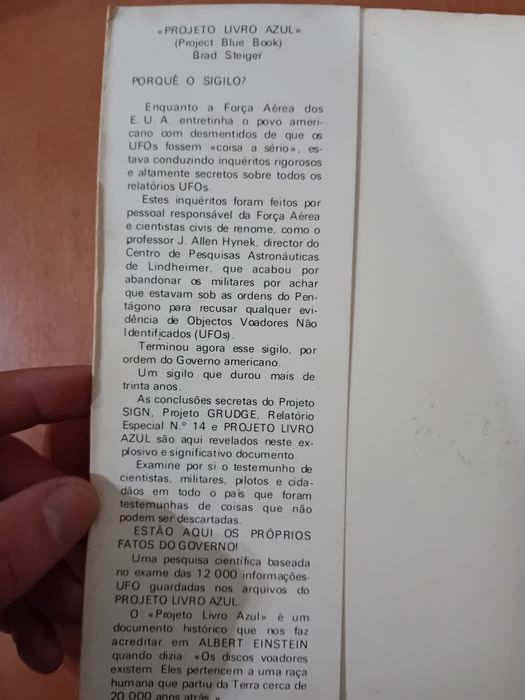 «PROJETO LIVRO AZUL»
(Project Blue Book)
Brad Steiger
PORQUÊ O SIGILO?
Enquanto a Força Aérea dos
E. U. A. entretinha o povo ameri-
cano com desmentidos de que os
UFOs fossem «coisa a sério», es-
tava conduzindo inquéritos rigorosos
e altamente secretos sobre todos os
relatórios UFOs.
Estes inquéritos foram feitos por
pessoal responsável da Força Aérea
e cientistas civis de renome, como o
professor J. Allen Hynek, director do
Centro de Pesquisas Astronáuticas
de Lindheimer, que acabou por
abandonar os militares por achar
que estavam sob as ordens do Pen-
tágono para recusar qualquer evi-
dência de Objectos Voadores Não
Identificados (UFOs).
Terminou agora esse sigilo, por
ordem do Governo americano.
Um sigilo que durou mais de
trinta anos.
As conclusões secretas do Projeto
SIGN, Projeto GRUDGE, Relatório
Especial N.º 14 e PROJETO LIVRO
AZUL são aqui revelados neste ex-
plosivo e significativo documento.
Examine por si o testemunho de
cientistas, militares, pilotos e cida-
dãos em todo o país que foram
testemunhas de coisas que não
podem ser descartadas.
ESTÃO AQUI OS PRÓPRIOS
FATOS DO GOVERNO!
Uma pesquisa científica baseada
no exame das 12 000 informações-
UFO guardadas nos arquivos do
PROJETO LIVRO AZUL.
O «Projeto Livro Azul» é um
documento histórico que nos faz
acreditar em ALBERT EINSTEIN
quando dizia: «Os discos voadores
existem. Eles pertencem a uma raça
humana que partiu da Terra cerca de
20 000 anos atrás.»